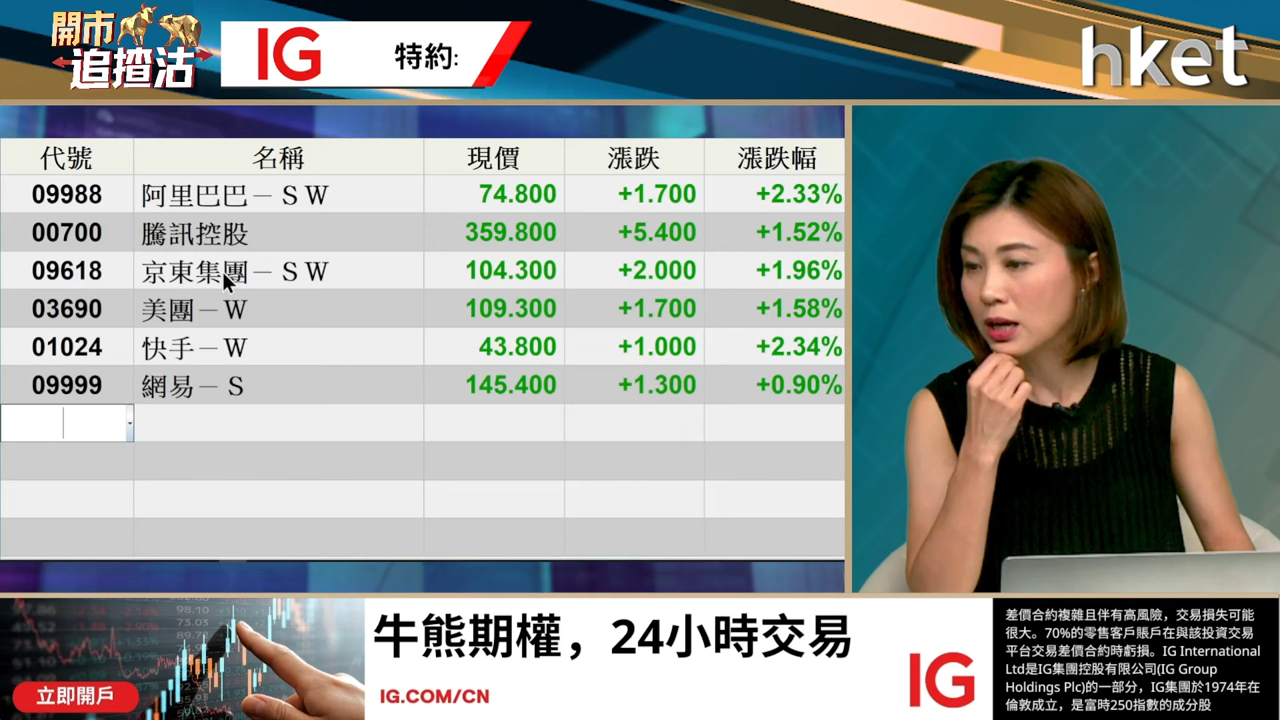 開市
追揸沽
IG
特約:
hket
代號 名稱 現價 漲跌 漲跌幅
09988 阿里巴巴－ＳＷ 74.800 +1.700 +2.33%
00700 騰訊控股 359.800 +5.400 +1.52%
09618 京東集團－ＳＷ 104.300 +2.000 +1.96%
03690 美團－Ｗ 109.300 +1.700 +1.58%
01024 快手－Ｗ 43.800 +1.000 +2.34%
09999 網易－Ｓ 145.400 +1.300 +0.90%
98.10
73.03
立即開戶
牛熊期權，24小時交易
IG.COM/CN
IG
差價合約複雜且伴有高風險，交易損失可能
很大。70%的零售客戶賬戶在與該投資交易
平台交易差價合約時虧損。IG International
Ltd是IG集團控股有限公司(IG Group
Holdings Plc)的一部分，IG集團於1974年在
倫敦成立，是富時250指數的成分股